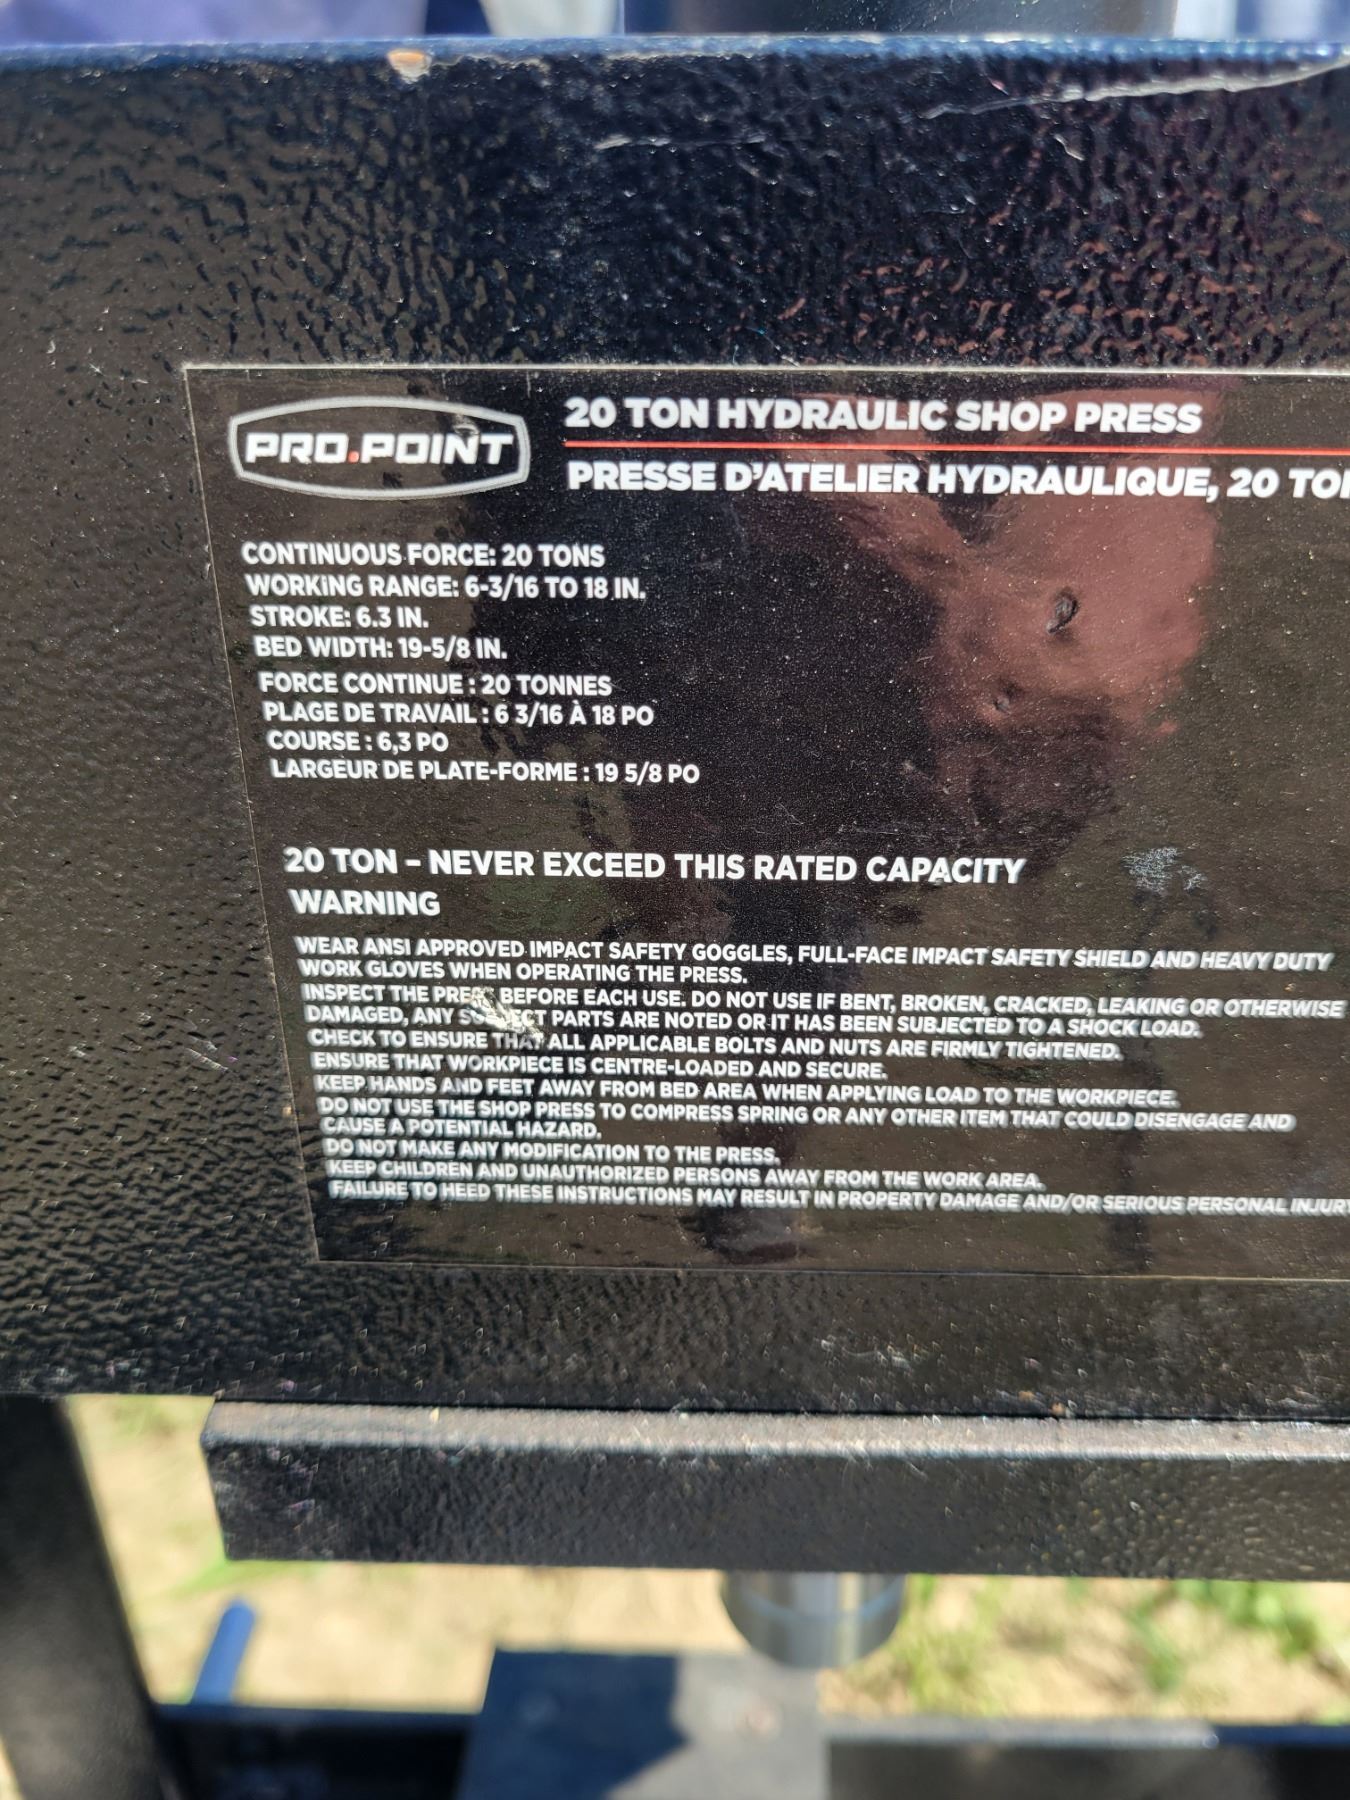 PRO.POINT
20 TON HYDRAULIC SHOP PRESS
PRESSE D'ATELIER HYDRAULIQUE, 20
CONTINUOUS FORCE: 20 TONS
WORKING RANGE: 6-3/16 TO 18 IN.
STROKE: 6.3 IN.
BED WIDTH: 19-5/8 IN.
FORCE CONTINUE : 20 TONNES
PLAGE DE TRAVAIL : 6 3/16 À 18 PO
COURSE : 6,3 PO
LARGEUR DE PLATE-FORME : 19 5/8 PO
20 TON – NEVER EXCEED THIS RATED CAPACITY
WARNING
WEAR ANSI APPROVED IMPACT SAFETY GOGGLES, FULL-FACE IMPACT SAFETY SHIELD AND HEAVY DUTY
WORK GLOVES WHEN OPERATING THE PRESS.
INSPECT THE PRESS BEFORE EACH USE. DO NOT USE IF BENT, BROKEN, CRACKED, LEAKING OR OTHERWISE
DAMAGED, ANY SUSPECT PARTS ARE NOTED OR IT HAS BEEN SUBJECTED TO A SHOCK LOAD.
CHECK TO ENSURE THAT ALL APPLICABLE BOLTS AND NUTS ARE FIRMLY TIGHTENED.
ENSURE THAT WORKPIECE IS CENTRE-LOADED AND SECURE.
KEEP HANDS AND FEET AWAY FROM BED AREA WHEN APPLYING LOAD TO THE WORKPIECE.
DO NOT USE THE SHOP PRESS TO COMPRESS SPRING OR ANY OTHER ITEM THAT COULD DISENGAGE AND
CAUSE A POTENTIAL HAZARD.
DO NOT MAKE ANY MODIFICATION TO THE PRESS.
KEEP CHILDREN AND UNAUTHORIZED PERSONS AWAY FROM THE WORK AREA.
FAILURE TO HEED THESE INSTRUCTIONS MAY RESULT IN PROPERTY DAMAGE AND/OR SERIOUS PERSONAL INJURY